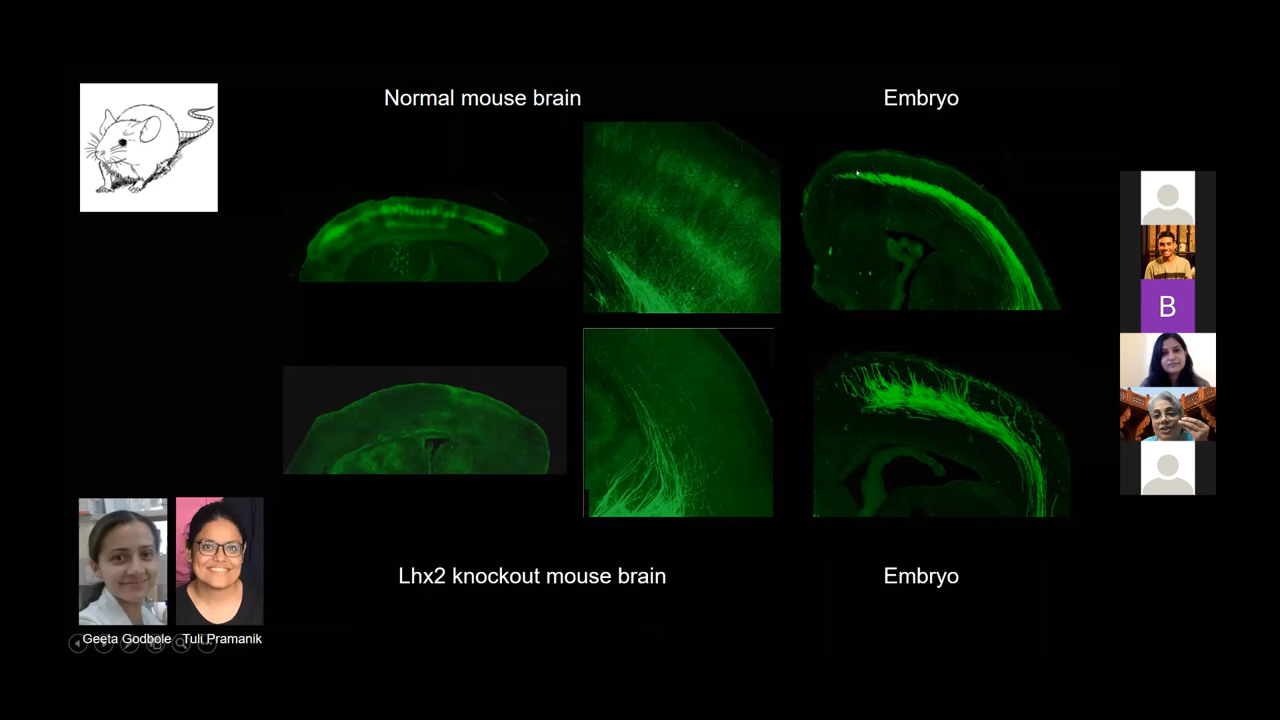 Normal mouse brain
Embryo
B
Lhx2 knockout mouse brain
Embryo
Geeta Godbole
Tuli Pramanik